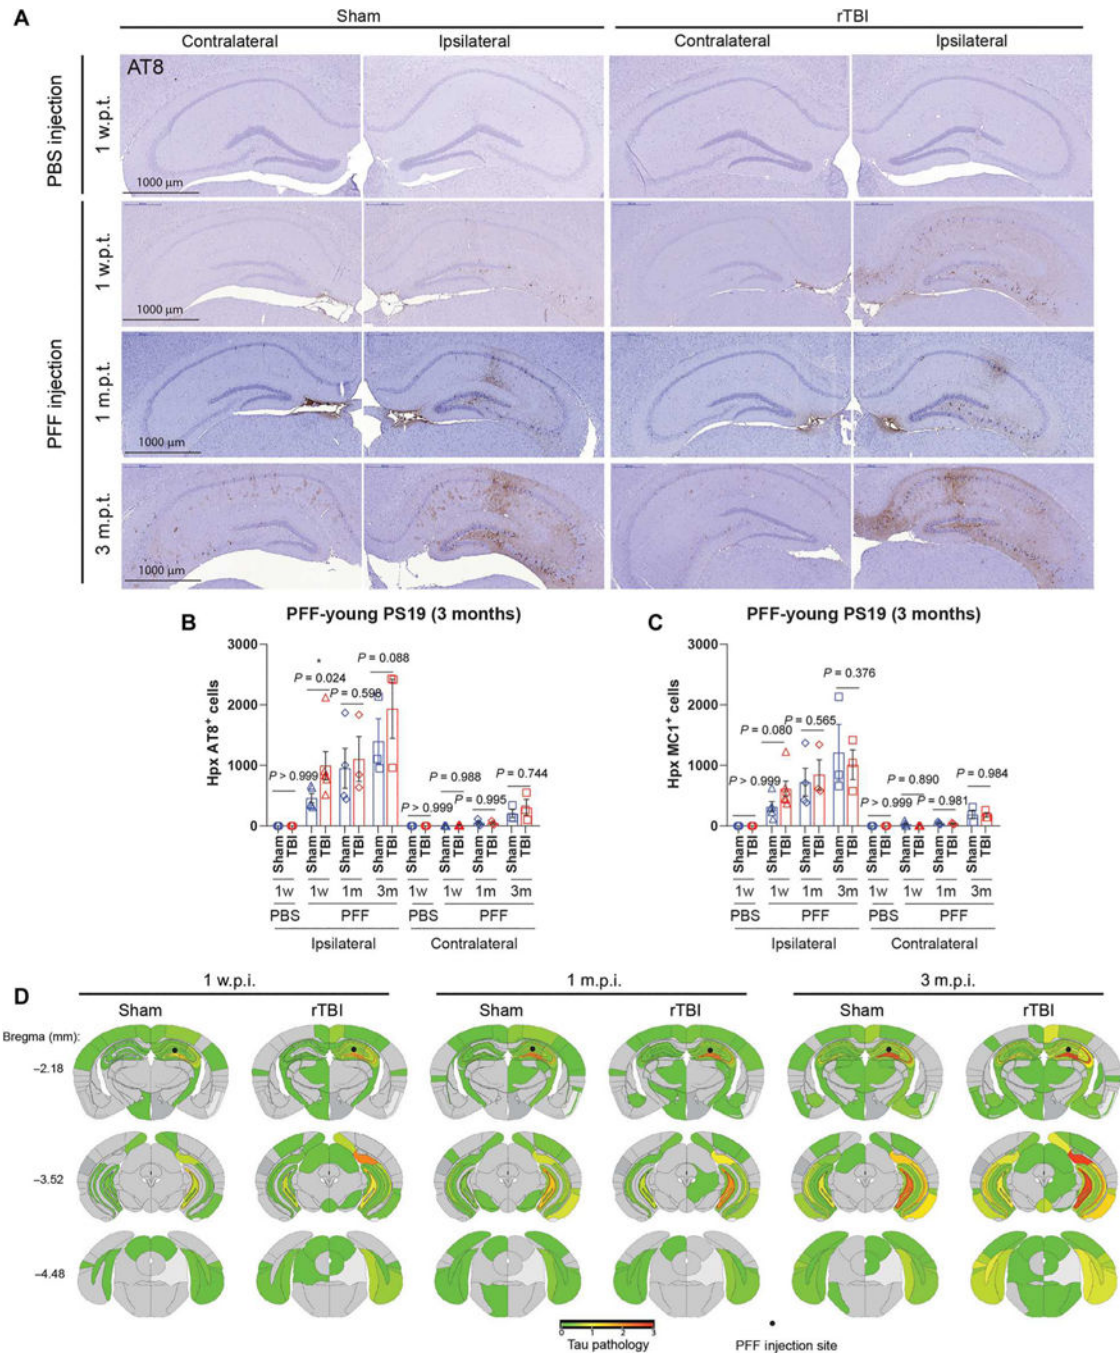 A
Sham
rTBI
Contralateral
Ipsilateral
Contralateral
Ipsilateral
PBS injection
1 w.p.t.
AT8
1000 µm
PFF injection
1 w.p.t.
1000 µm
1 m.p.t.
1000 µm
3 m.p.t.
1000 µm
B
PFF-young PS19 (3 months)
Hpx AT8+ cells
3000
2000
1000
0
P > 0.999
*
P = 0.024
P = 0.598
P = 0.088
P > 0.999
P = 0.988
P = 0.995
P = 0.744
Sham TBI Sham TBI Sham TBI Sham TBI Sham TBI Sham TBI Sham TBI Sham TBI
1w 1w 1m 3m 1w 1w 1m 3m
PBS PFF PBS PFF
Ipsilateral Contralateral
C
PFF-young PS19 (3 months)
Hpx MC1+ cells
3000
2000
1000
0
P > 0.999
P = 0.080
P = 0.565
P = 0.376
P > 0.999
P = 0.890
P = 0.981
P = 0.984
Sham TBI Sham TBI Sham TBI Sham TBI Sham TBI Sham TBI Sham TBI Sham TBI
1w 1w 1m 3m 1w 1w 1m 3m
PBS PFF PBS PFF
Ipsilateral Contralateral
D
1 w.p.i.
1 m.p.i.
3 m.p.i.
Sham rTBI Sham rTBI Sham rTBI
Bregma (mm):
–2.18
–3.52
–4.48
0 1 2 3
Tau pathology
PFF injection site